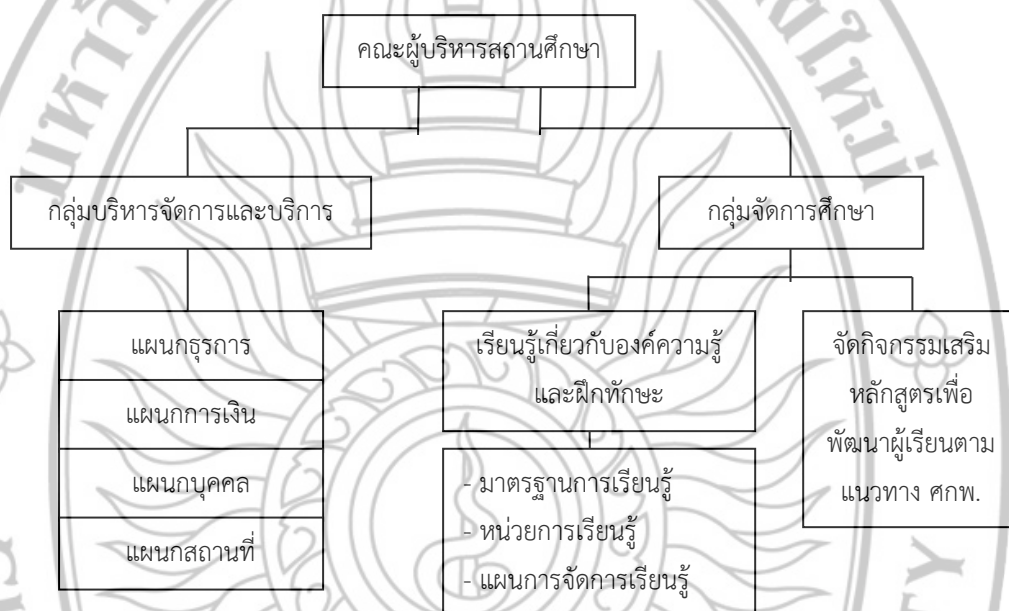 คณะผู้บริหารสถานศึกษา
กลุ่มบริหารจัดการและบริการ
กลุ่มจัดการศึกษา
แผนกธุรการ
แผนกการเงิน
แผนกบุคคล
แผนกสถานที่
เรียนรู้เกี่ยวกับองค์ความรู้
และฝึกทักษะ
- มาตรฐานการเรียนรู้
- หน่วยการเรียนรู้
- แผนการจัดการเรียนรู้
จัดกิจกรรมเสริม
หลักสูตรเพื่อ
พัฒนาผู้เรียนตาม
แนวทาง ศกพ.